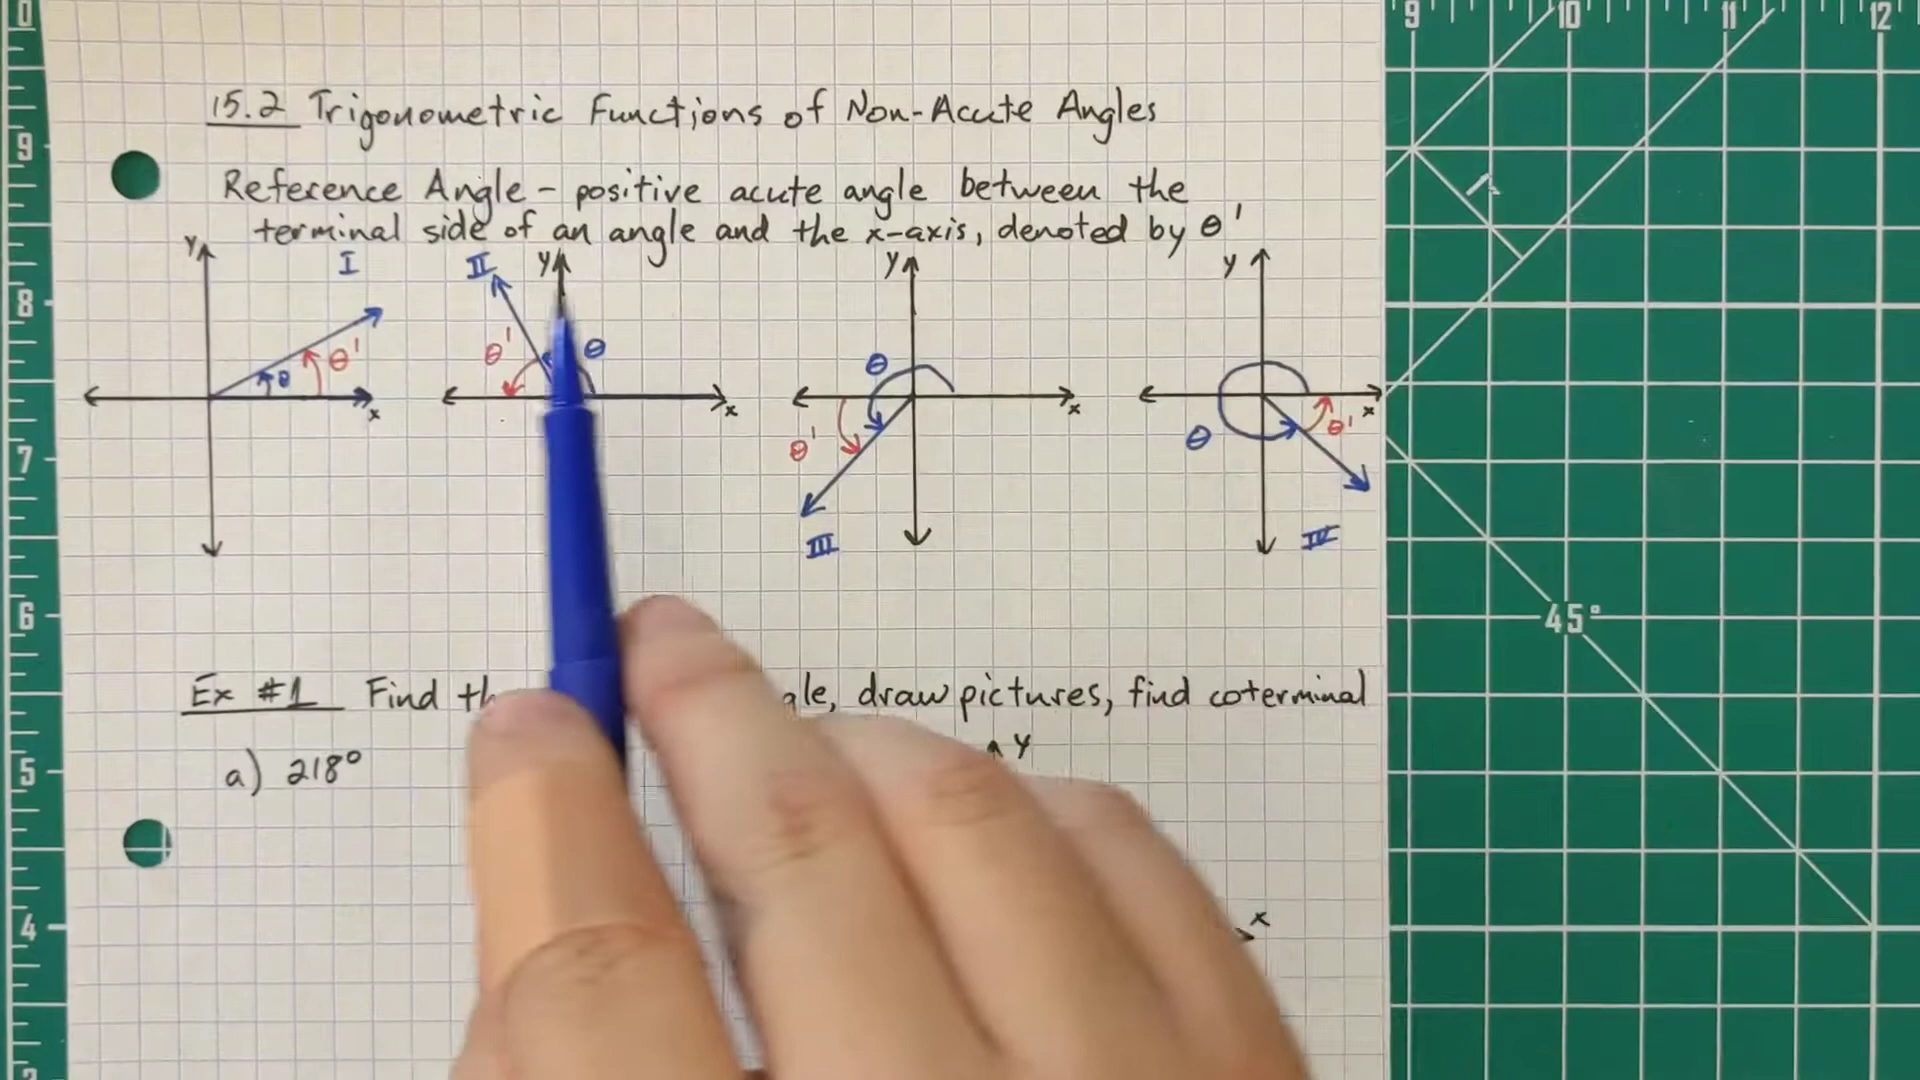 15.2 Trigonometric Functions of Non-Acute Angles
Reference Angle - positive acute angle between the
terminal side of an angle and the x-axis, denoted by θ'
y I II y y y
θ θ' x θ' θ x θ θ' x θ θ' x
III IV
Ex #1 Find draw pictures, find coterminal
a) 218° y
x
9 10 11 12
0
9
8
7
6
5
4
45°